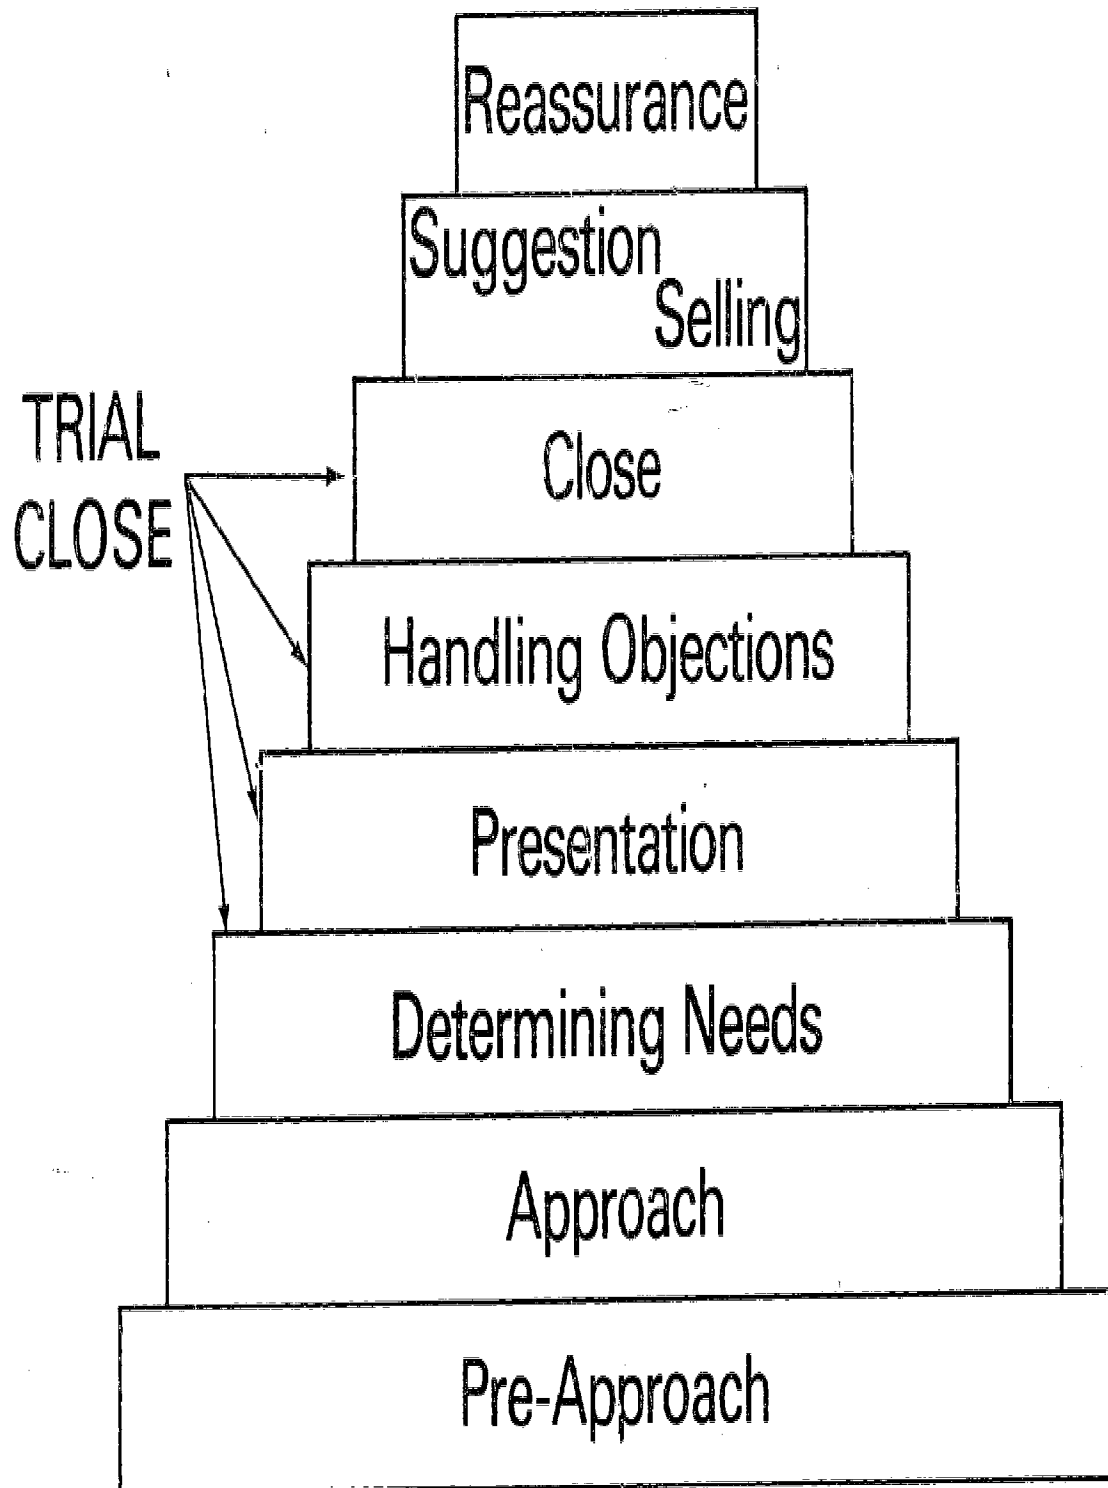 Reassurance
Suggestion
Selling
TRIAL
CLOSE
Close
Handling Objections
Presentation
Determining Needs
Approach
Pre-Approach